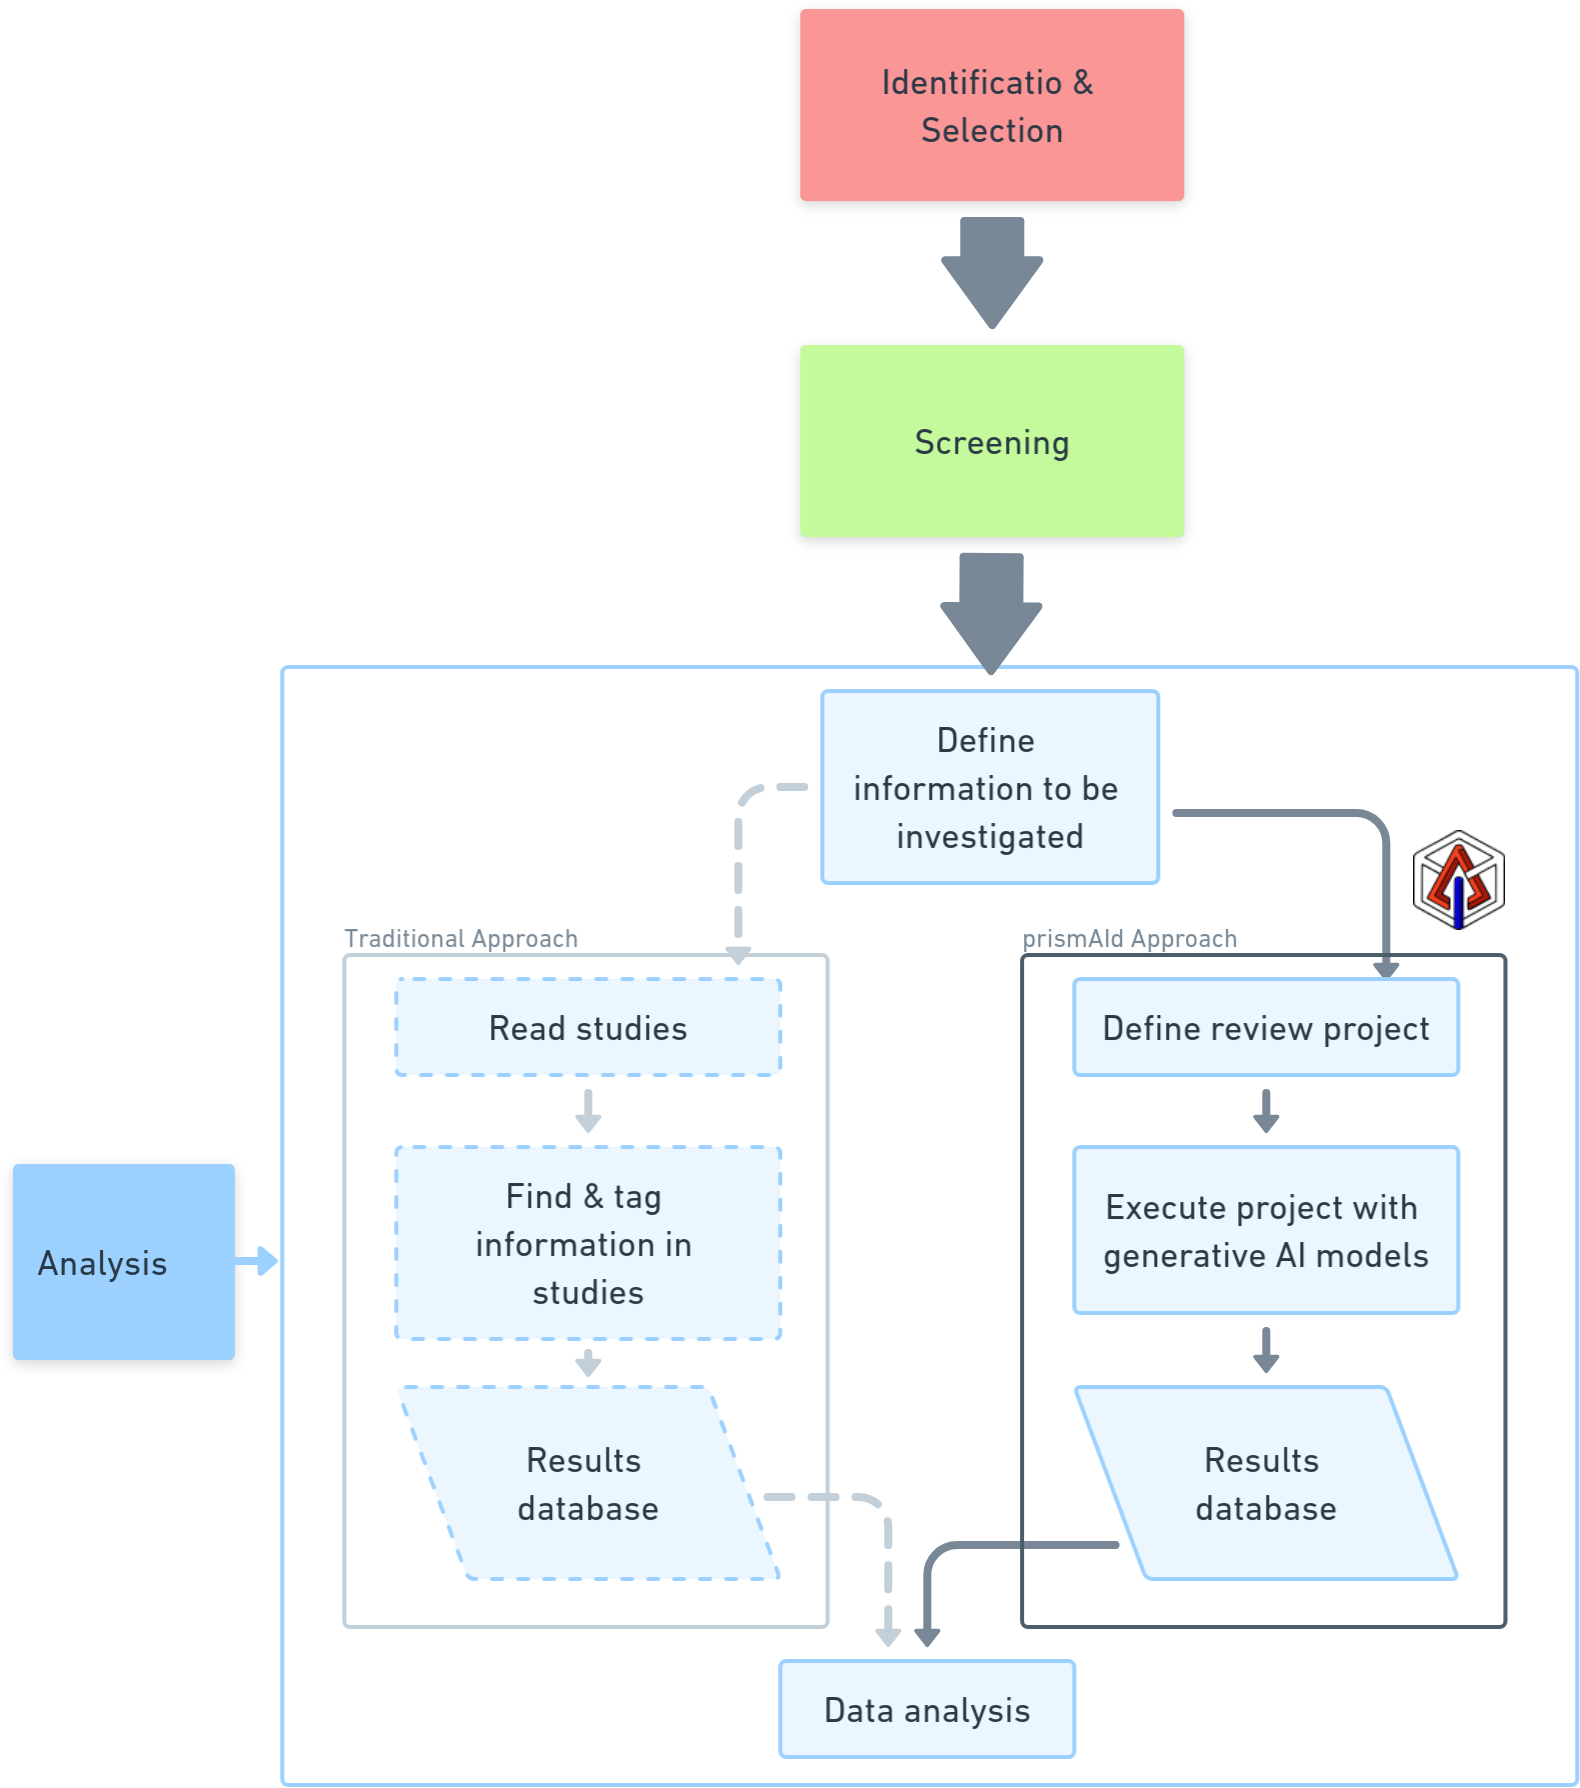 Identificatio &
Selection
Screening
Define
information to be
investigated
Traditional Approach
Read studies
Find & tag
information in
studies
Results
database
prismAId Approach
Define review project
Execute project with
generative AI models
Results
database
Analysis
Data analysis